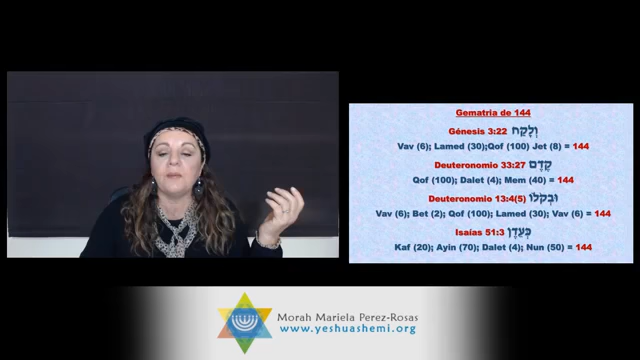 Gematria de 144
Génesis 3:22 וְלָקַח
Vav (6); Lamed (30);Qof (100) Jet (8) = 144
Deuteronomio 33:27 קֶדֶם
Qof (100); Dalet (4); Mem (40) = 144
Deuteronomio 13:4(5) וּבְקֹלוֹ
Vav (6); Bet (2); Qof (100); Lamed (30); Vav (6) = 144
Isaías 51:3 כְּעֵדֶן
Kaf (20); Ayin (70); Dalet (4); Nun (50) = 144
Morah Mariela Perez-Rosas
www.yeshuashemi.org